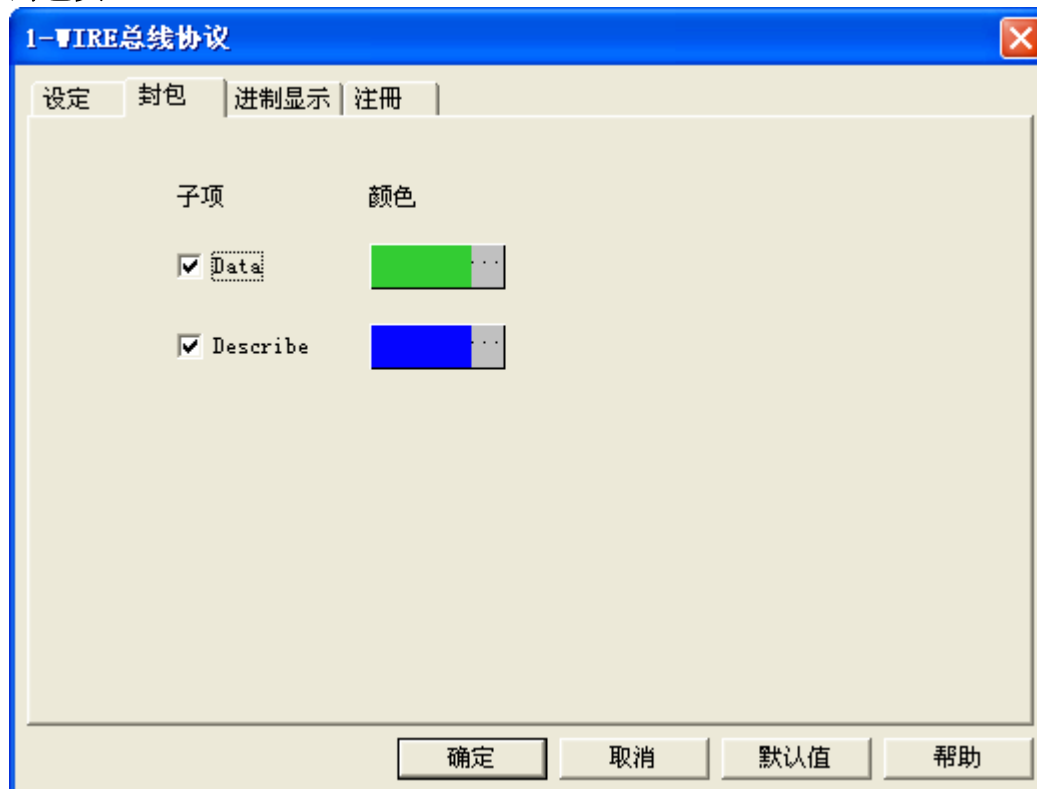 1-WIRE总线协议
设定 封包 进制显示 注册
子项 颜色
Data ...
Describe ...
确定 取消 默认值 帮助